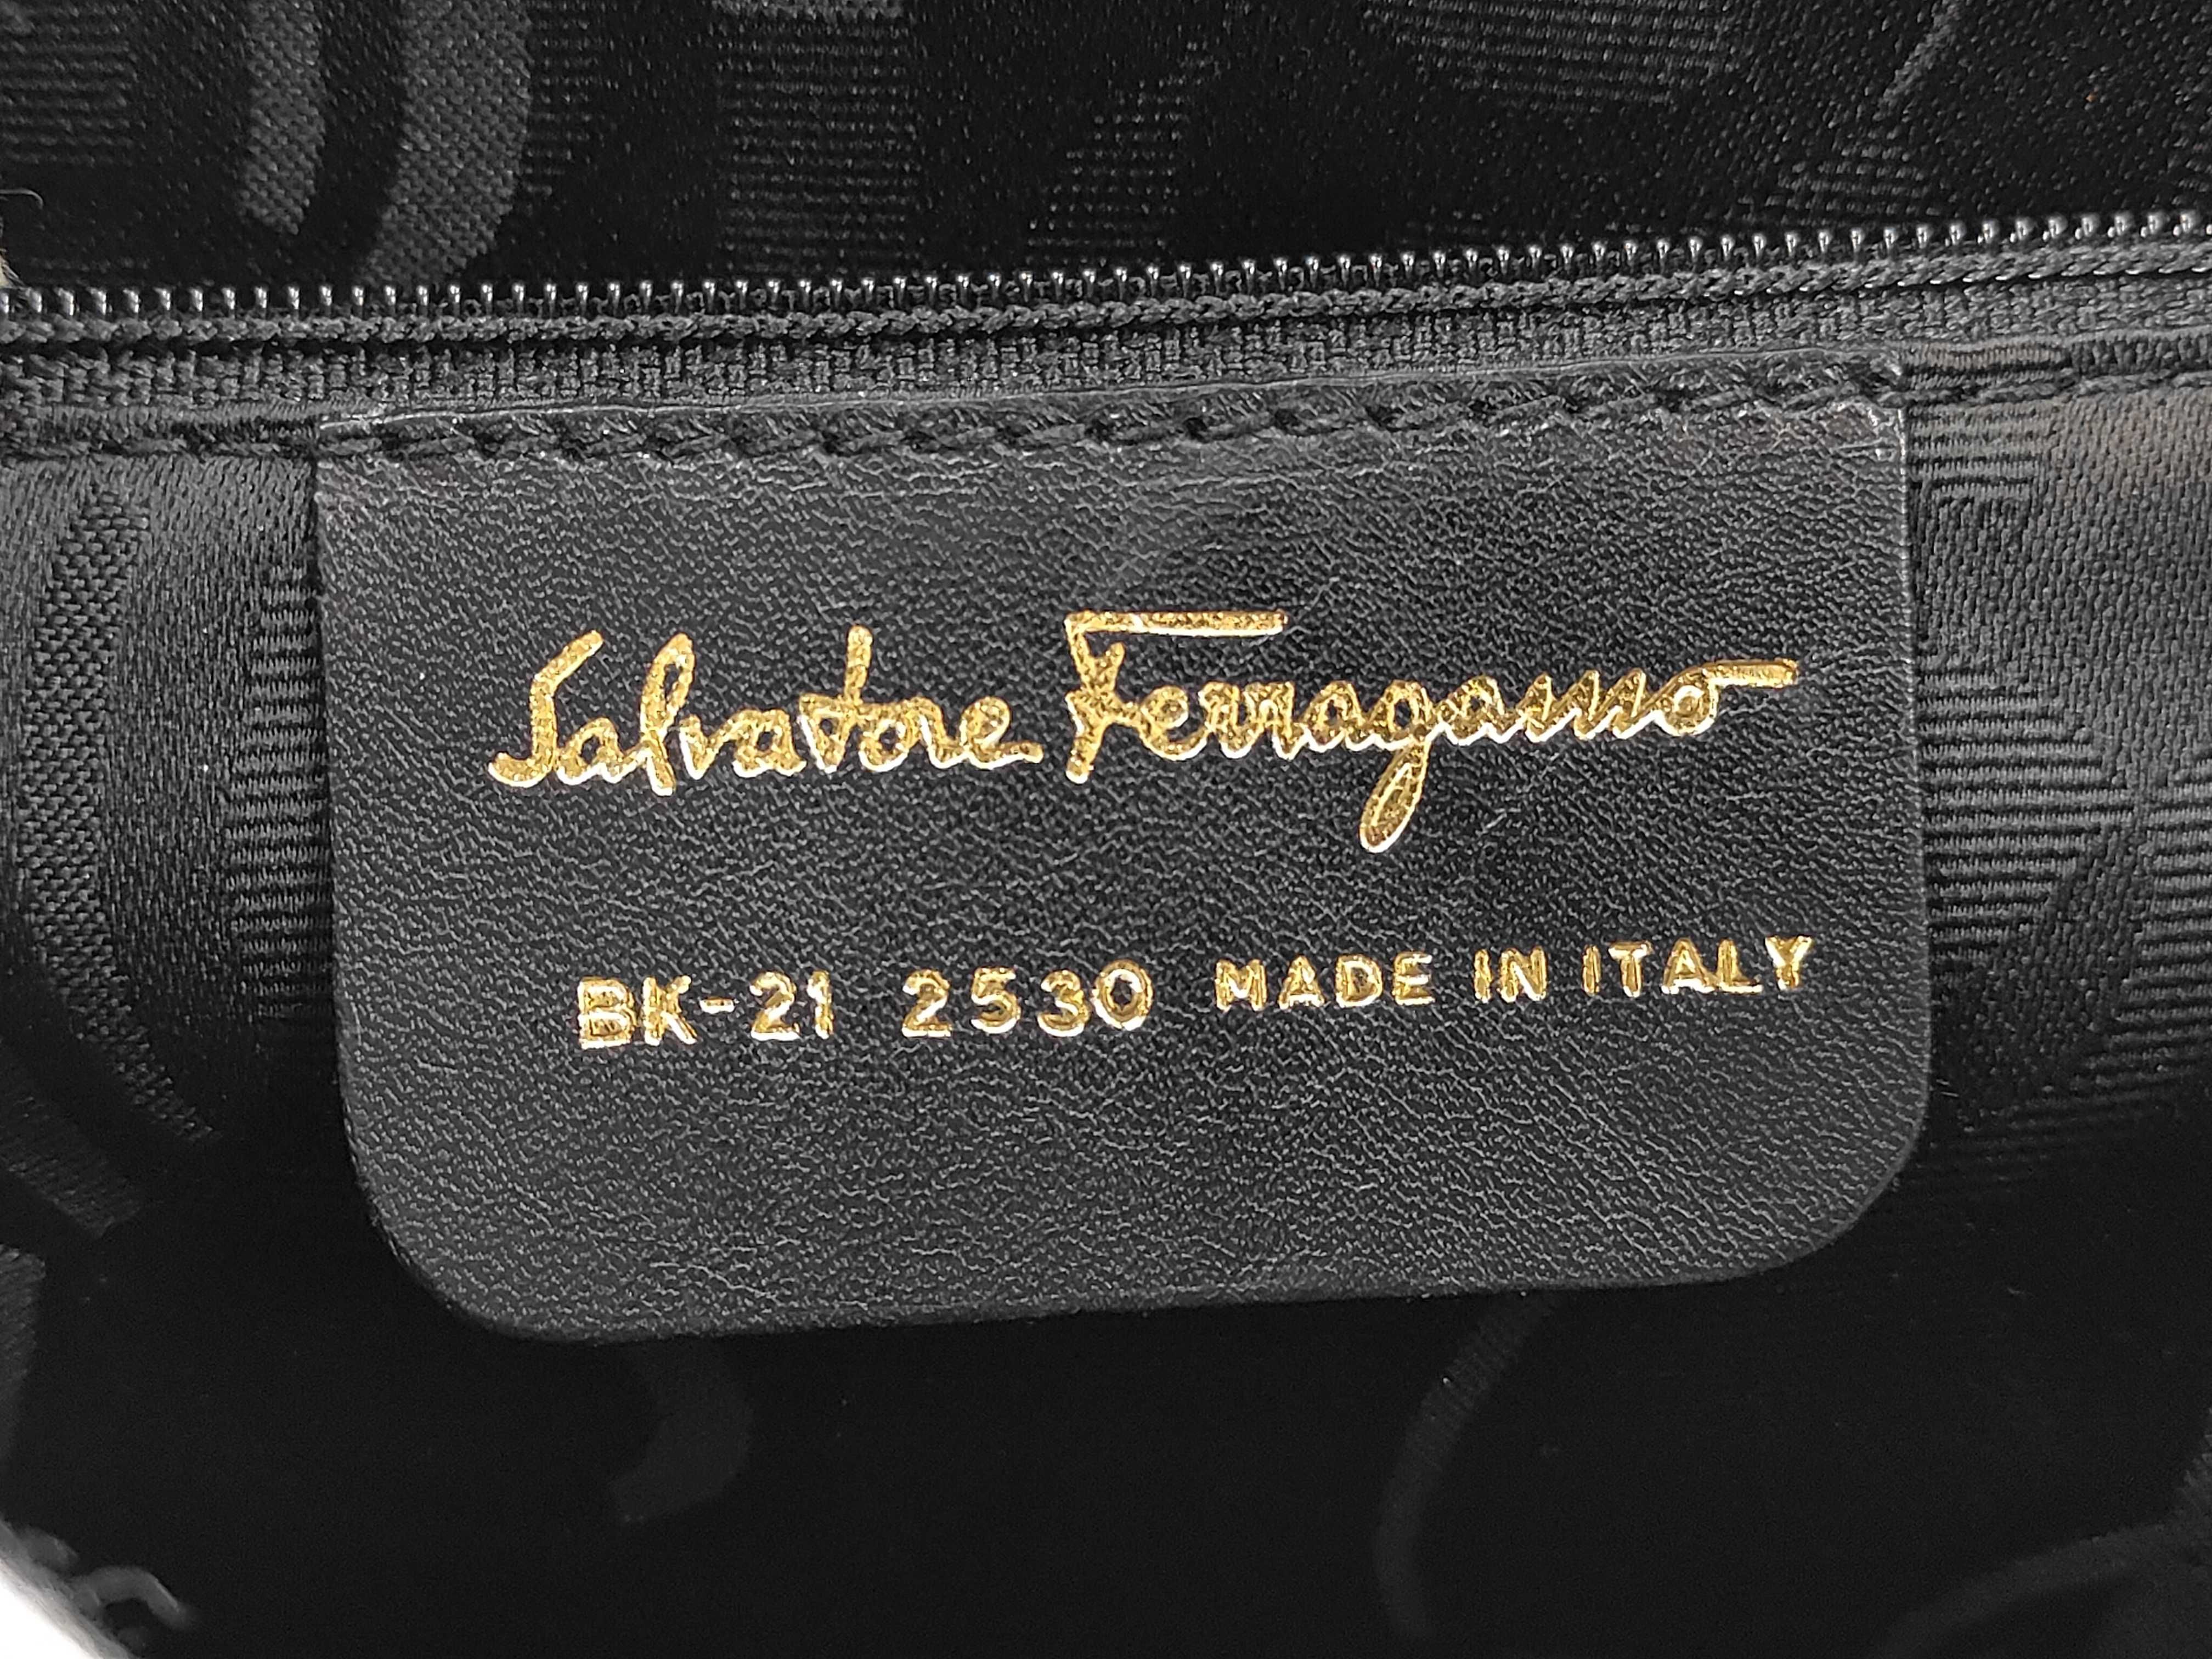 Salvatore Ferragamo
BK-21 2530 MADE IN ITALY